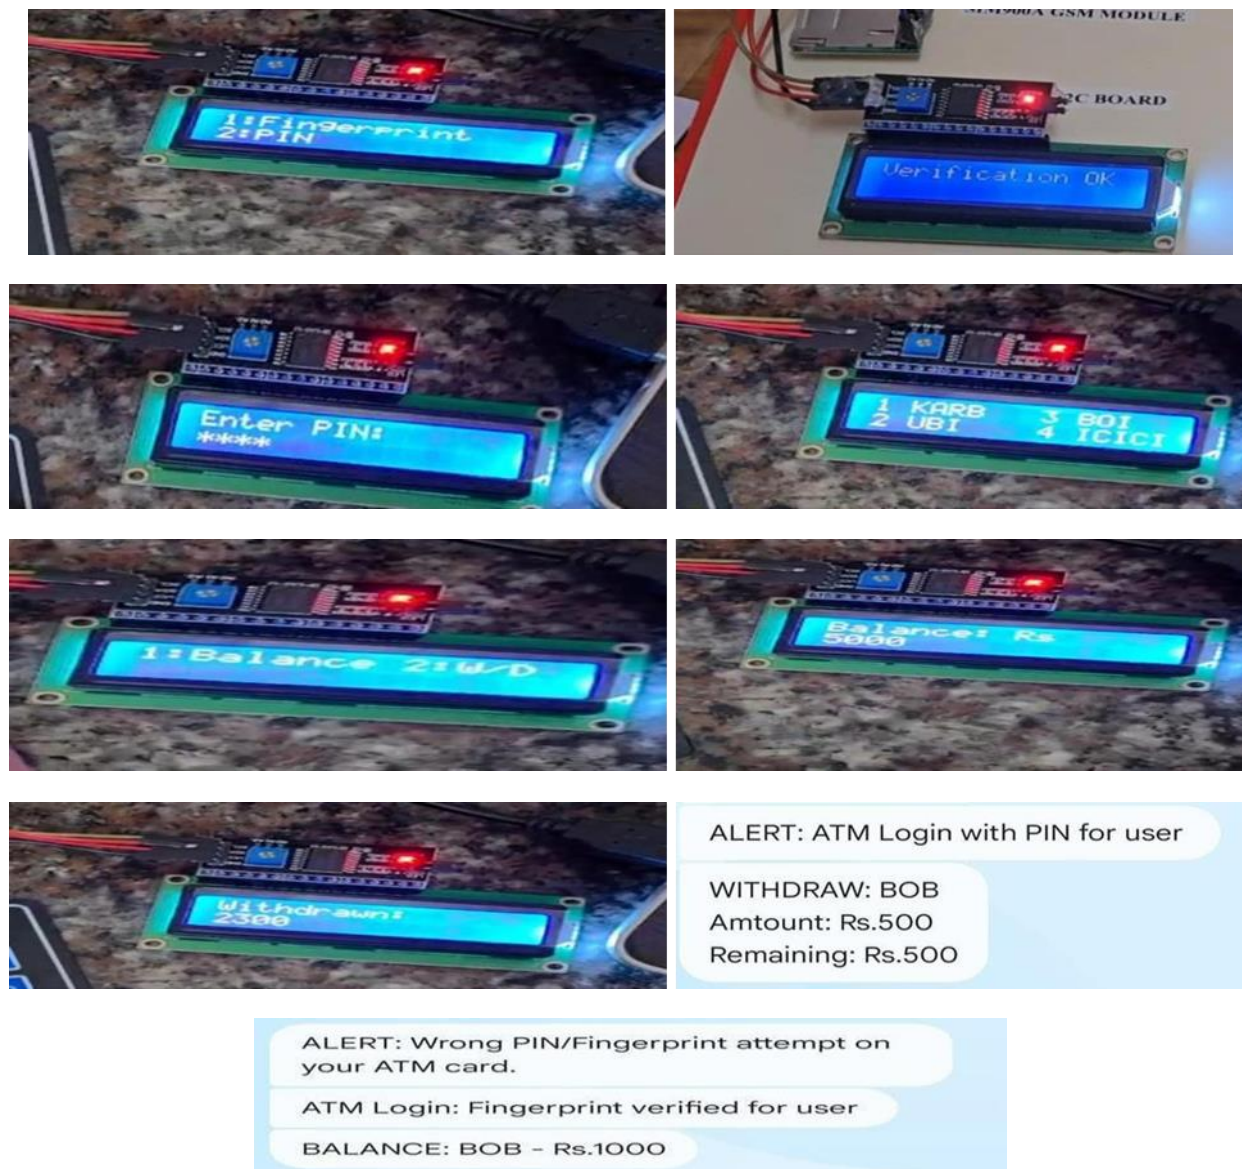 1:Fingerprint
2:PIN
GSM MODULE
2C BOARD
Verification OK
Enter PIN:
****
1 KARB 3 BOI
2 UBI 4 ICICI
1:Balance 2:W/D
Balance: Rs
5000
Withdrawn:
2300
ALERT: ATM Login with PIN for user
WITHDRAW: BOB
Amtount: Rs.500
Remaining: Rs.500
ALERT: Wrong PIN/Fingerprint attempt on
your ATM card.
ATM Login: Fingerprint verified for user
BALANCE: BOB - Rs.1000